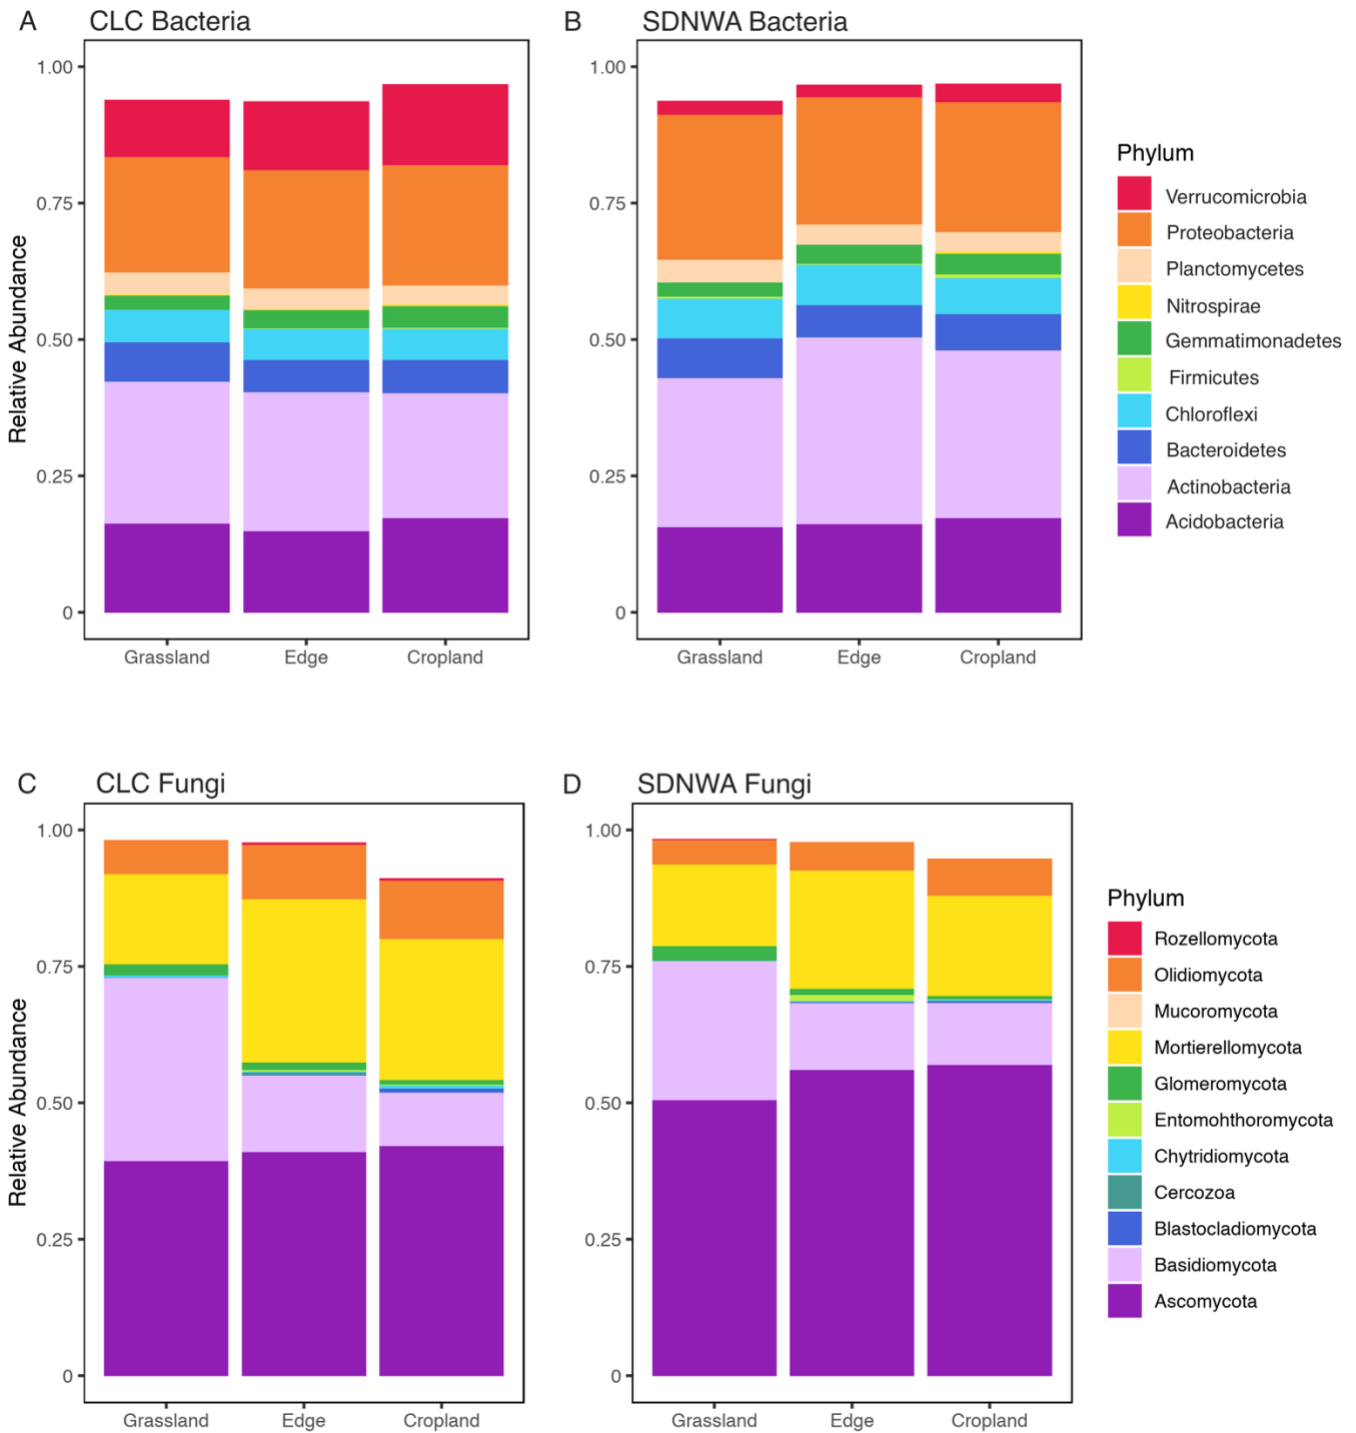 A CLC Bacteria
B SDNWA Bacteria
Relative Abundance
1.00
0.75
0.50
0.25
0
Grassland Edge Cropland
1.00
0.75
0.50
0.25
0
Grassland Edge Cropland
Phylum
Verrucomicrobia
Proteobacteria
Planctomycetes
Nitrospirae
Gemmatimonadetes
Firmicutes
Chloroflexi
Bacteroidetes
Actinobacteria
Acidobacteria
C CLC Fungi
D SDNWA Fungi
Relative Abundance
1.00
0.75
0.50
0.25
0
Grassland Edge Cropland
1.00
0.75
0.50
0.25
0
Grassland Edge Cropland
Phylum
Rozellomycota
Olidiomycota
Mucoromycota
Mortierellomycota
Glomeromycota
Entomohthoromycota
Chytridiomycota
Cercozoa
Blastocladiomycota
Basidiomycota
Ascomycota